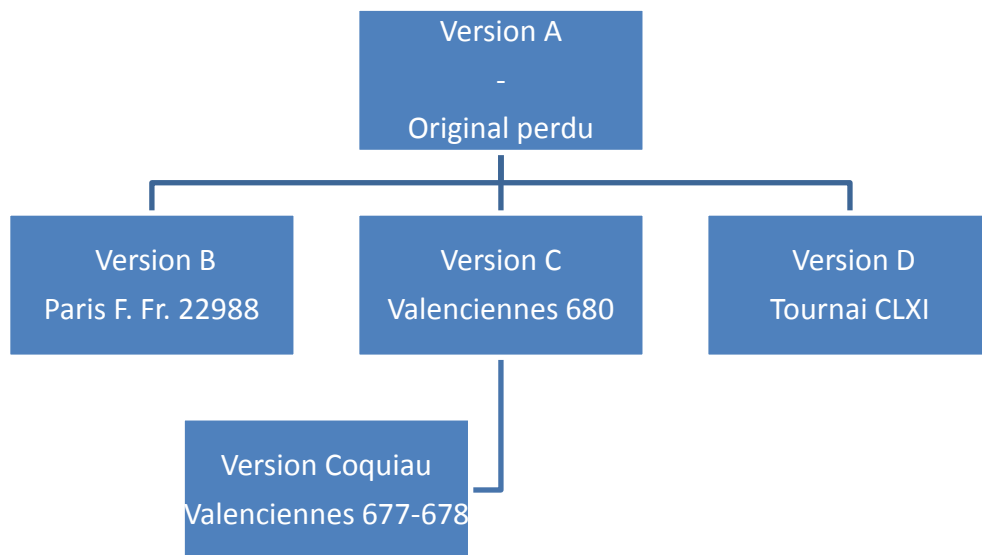 Version A
-
Original perdu
Version B
Paris F. Fr. 22988
Version C
Valenciennes 680
Version D
Tournai CLXI
Version Coquiau
Valenciennes 677-678